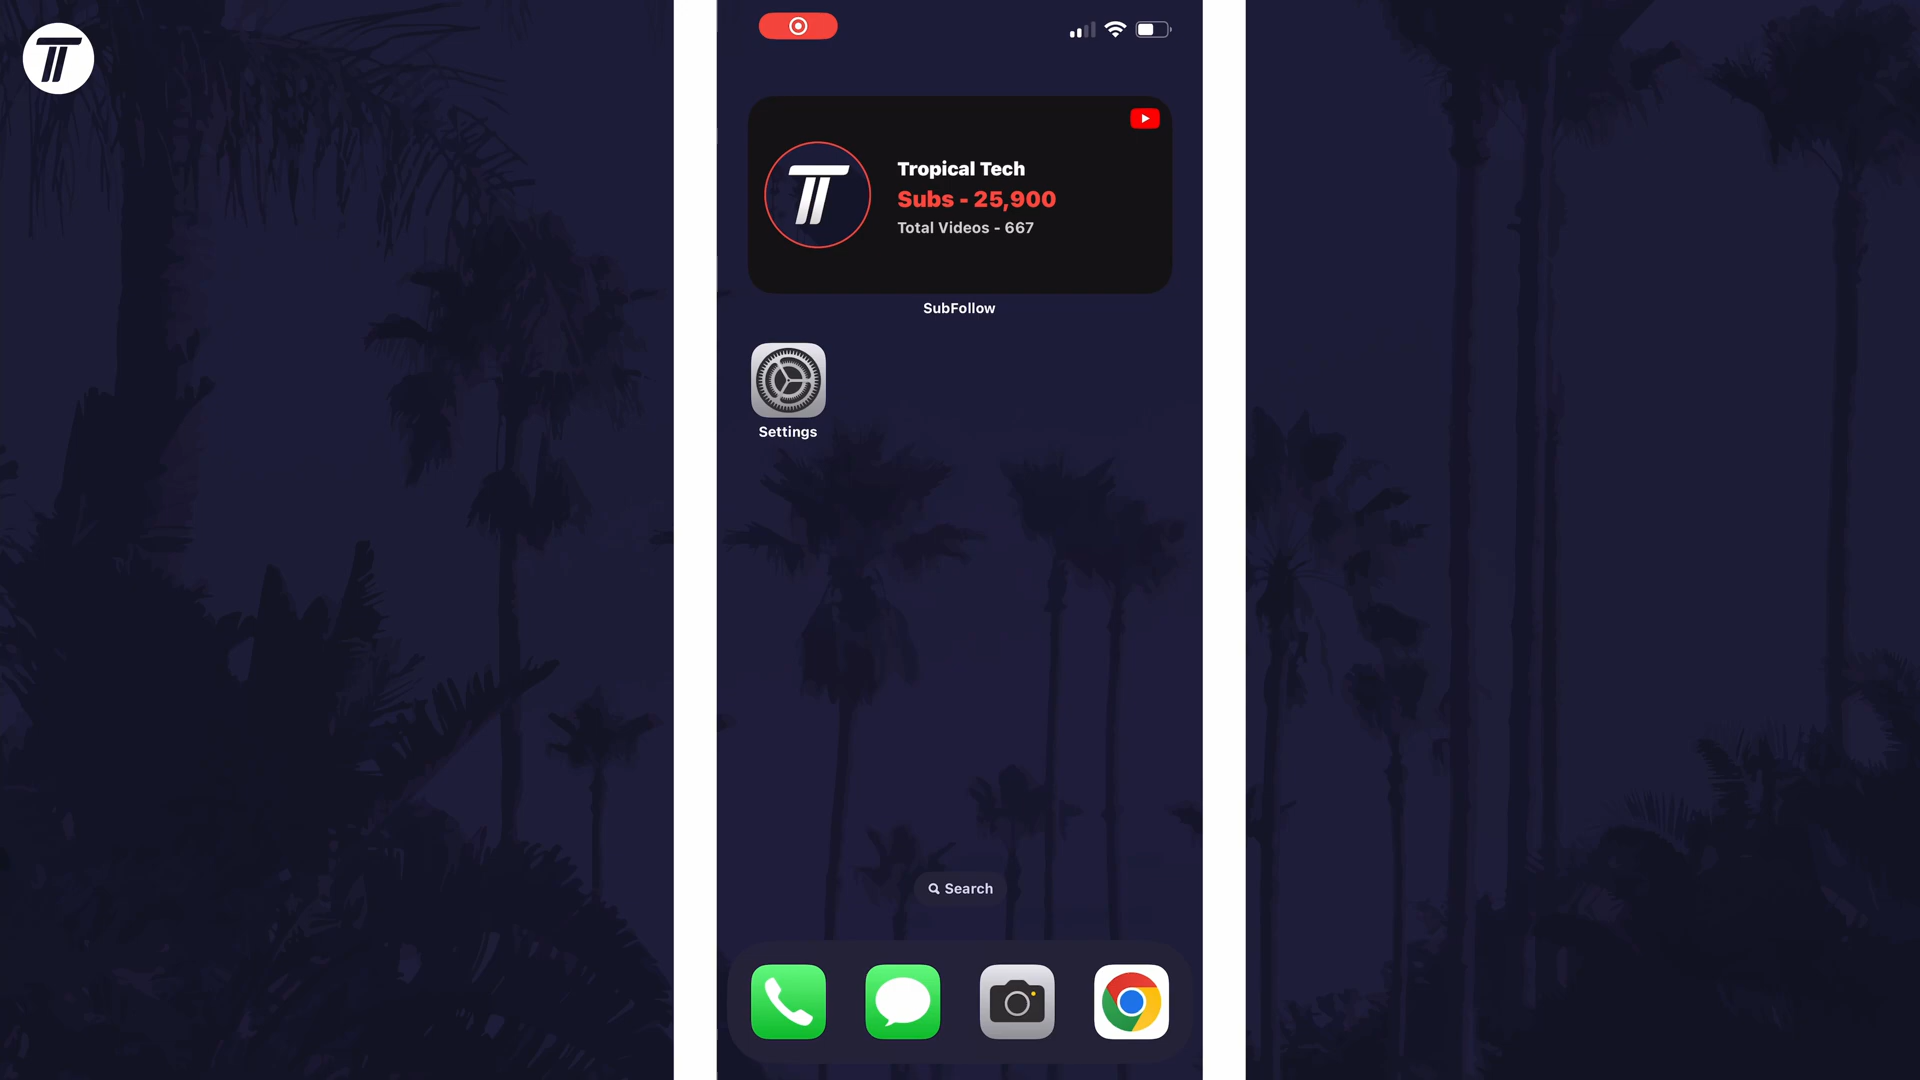 Tropical Tech
Subs - 25,900
Total Videos - 667
SubFollow
Settings
Search